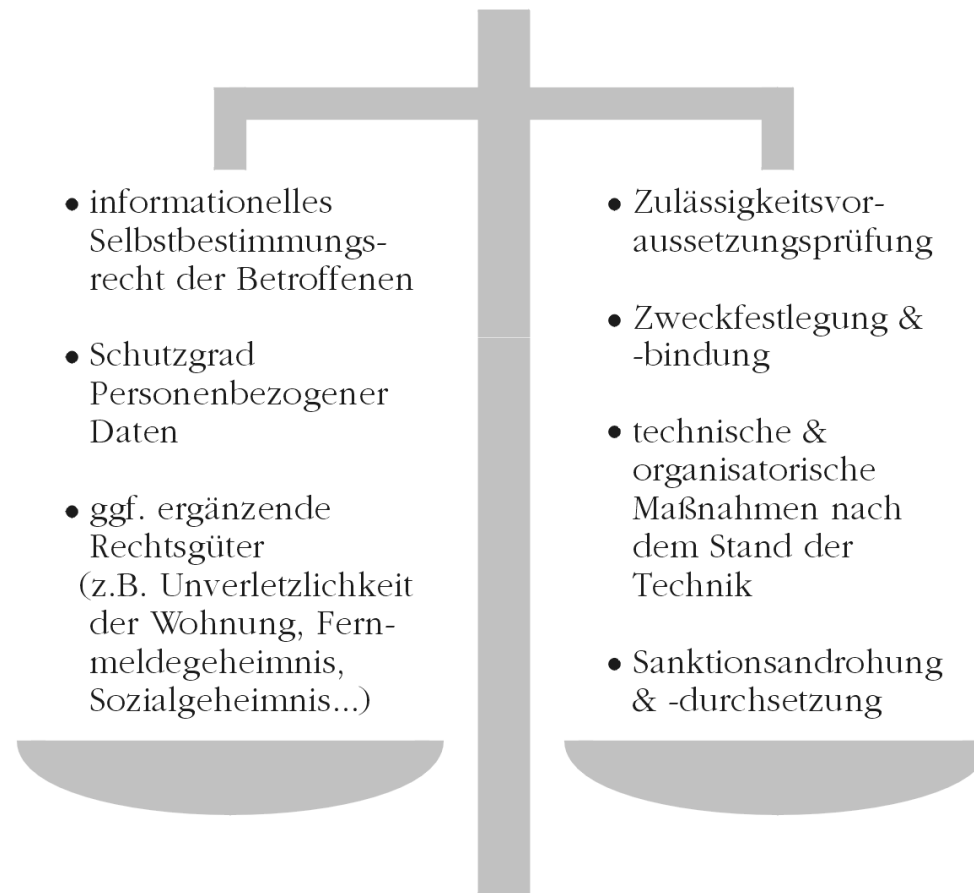 • informationelles
Selbstbestimmungs-
recht der Betroffenen
• Schutzgrad
Personenbezogener
Daten
• ggf. ergänzende
Rechtsgüter
(z.B. Unverletzlichkeit
der Wohnung, Fern-
meldegeheimnis,
Sozialgeheimnis...)
• Zulässigkeitsvor-
aussetzungsprüfung
• Zweckfestlegung &
-bindung
• technische &
organisatorische
Maßnahmen nach
dem Stand der
Technik
• Sanktionsandrohung
& -durchsetzung